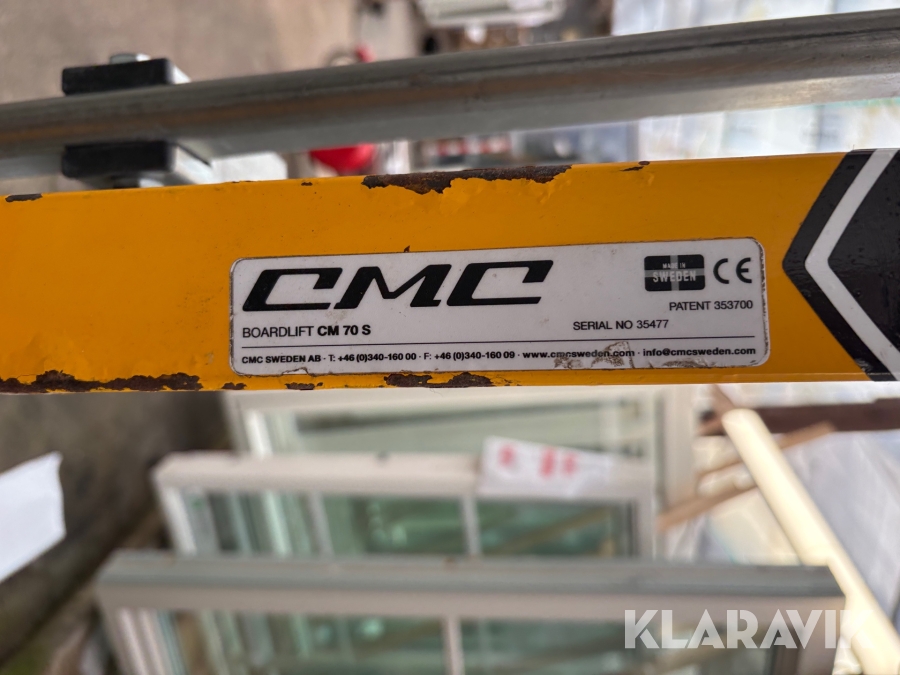 CMC
MADE IN
SWEDEN
CE
PATENT 353700
BOARDLIFT CM 70 S
SERIAL NO 35477
CMC SWEDEN AB · T: +46 (0)340-160 00 · F: +46 (0)340-160 09 · www.cmcsweden.com · info@cmcsweden.com
KLARAVIK